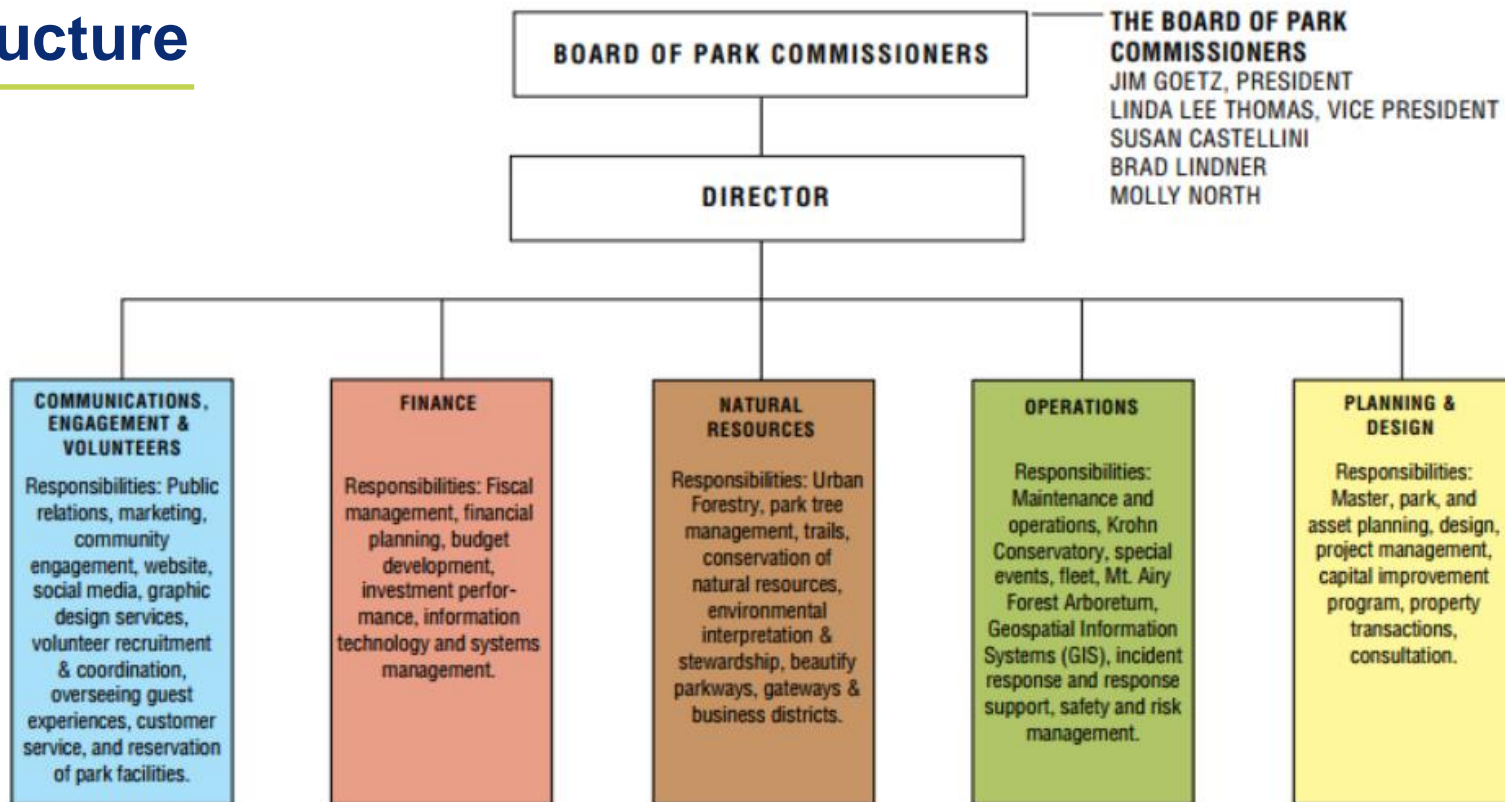 ucture
BOARD OF PARK COMMISSIONERS
THE BOARD OF PARK
COMMISSIONERS
JIM GOETZ, PRESIDENT
LINDA LEE THOMAS, VICE PRESIDENT
SUSAN CASTELLINI
BRAD LINDNER
MOLLY NORTH
DIRECTOR
COMMUNICATIONS,
ENGAGEMENT &
VOLUNTEERS
Responsibilities: Public
relations, marketing,
community
engagement, website,
social media, graphic
design services,
volunteer recruitment
& coordination,
overseeing guest
experiences, customer
service, and reservation
of park facilities.
FINANCE
Responsibilities: Fiscal
management, financial
planning, budget
development,
investment perfor-
mance, information
technology and systems
management.
NATURAL
RESOURCES
Responsibilities: Urban
Forestry, park tree
management, trails,
conservation of
natural resources,
environmental
interpretation &
stewardship, beautify
parkways, gateways &
business districts.
OPERATIONS
Responsibilities:
Maintenance and
operations, Krohn
Conservatory, special
events, fleet, Mt. Airy
Forest Arboretum,
Geospatial Information
Systems (GIS), incident
response and response
support, safety and risk
management.
PLANNING &
DESIGN
Responsibilities:
Master, park, and
asset planning, design,
project management,
capital improvement
program, property
transactions,
consultation.